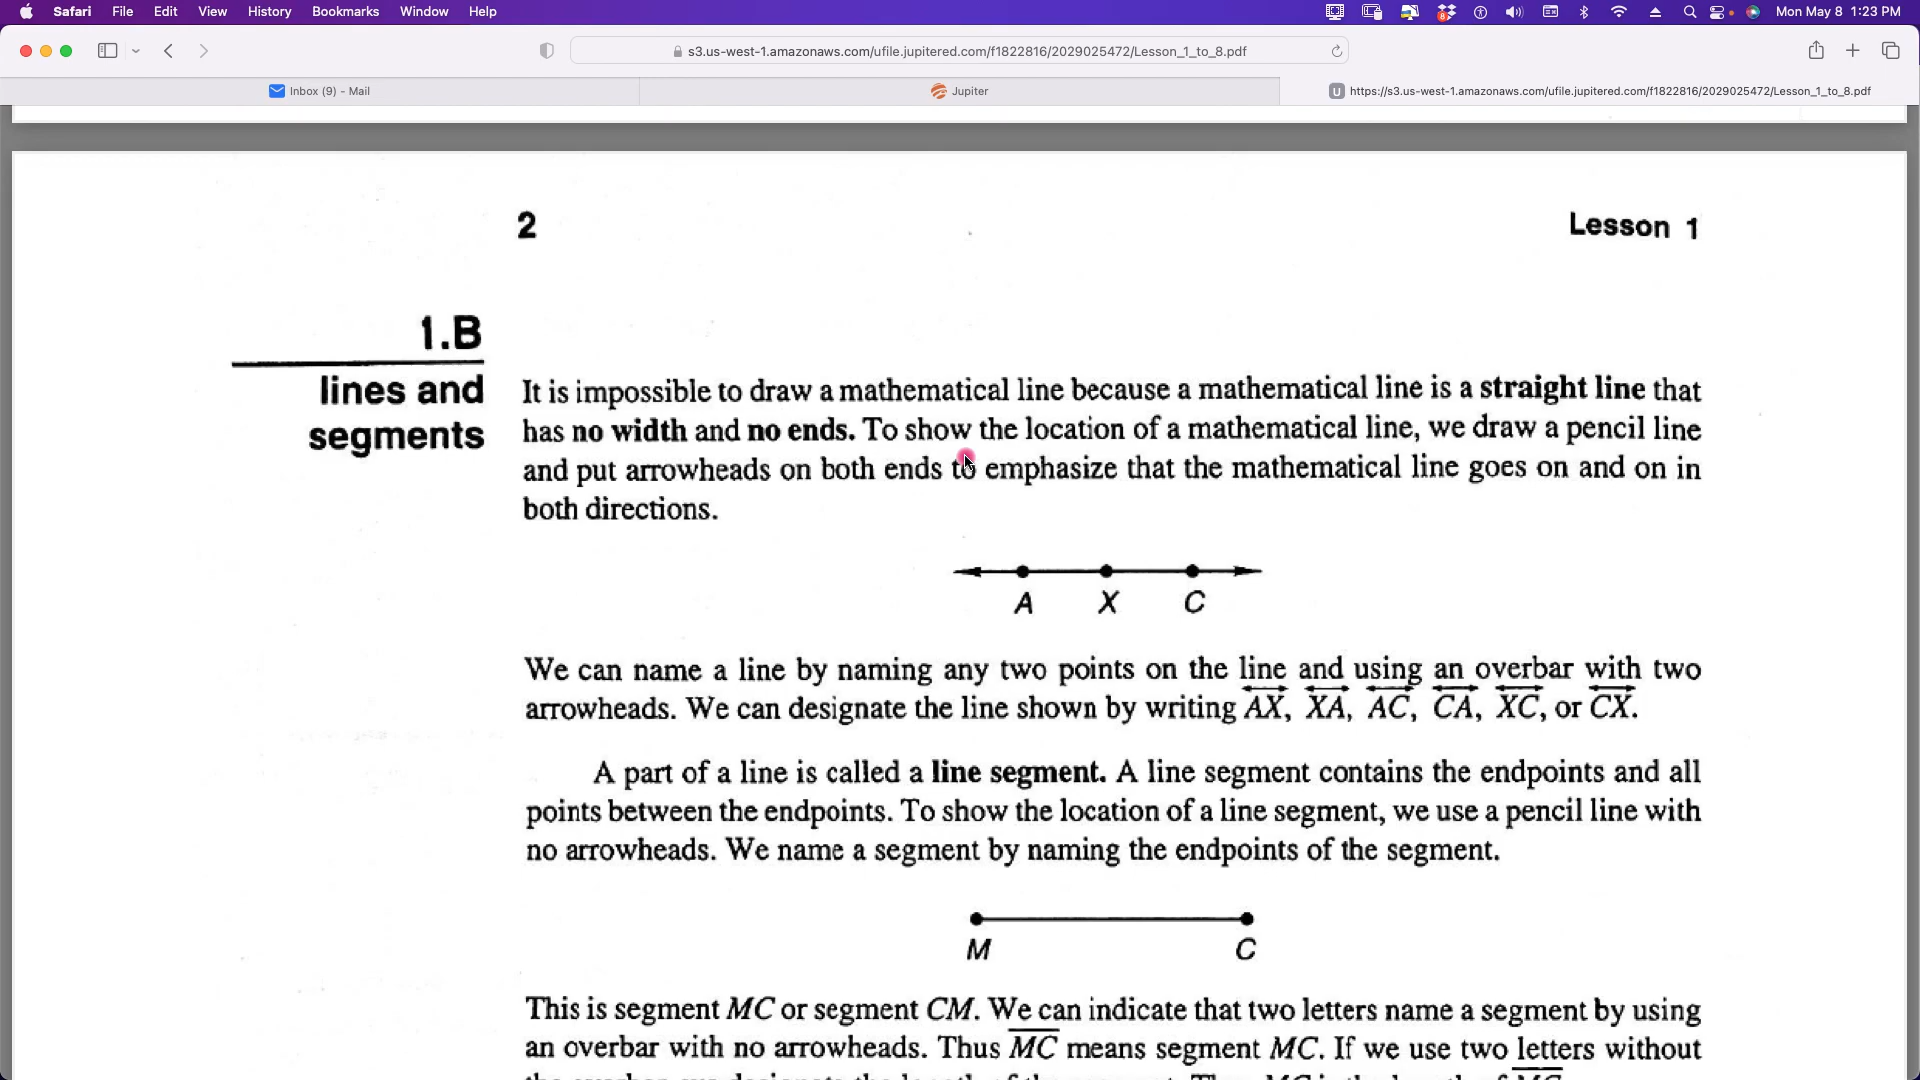 Safari File Edit View History Bookmarks Window Help Mon May 8 1:23 PM
s3.us-west-1.amazonaws.com/ufile.jupitered.com/f1822816/2029025472/Lesson_1_to_8.pdf
Inbox (9) - Mail
Jupiter
U https://s3.us-west-1.amazonaws.com/ufile.jupitered.com/f1822816/2029025472/Lesson_1_to_8.pdf
2 Lesson 1
1.B
lines and
segments
It is impossible to draw a mathematical line because a mathematical line is a straight line that
has no width and no ends. To show the location of a mathematical line, we draw a pencil line
and put arrowheads on both ends to emphasize that the mathematical line goes on and on in
both directions.
A X C
We can name a line by naming any two points on the line and using an overbar with two
arrowheads. We can designate the line shown by writing AX, XA, AC, CA, XC, or CX.
A part of a line is called a line segment. A line segment contains the endpoints and all
points between the endpoints. To show the location of a line segment, we use a pencil line with
no arrowheads. We name a segment by naming the endpoints of the segment.
M C
This is segment MC or segment CM. We can indicate that two letters name a segment by using
an overbar with no arrowheads. Thus MC means segment MC. If we use two letters without